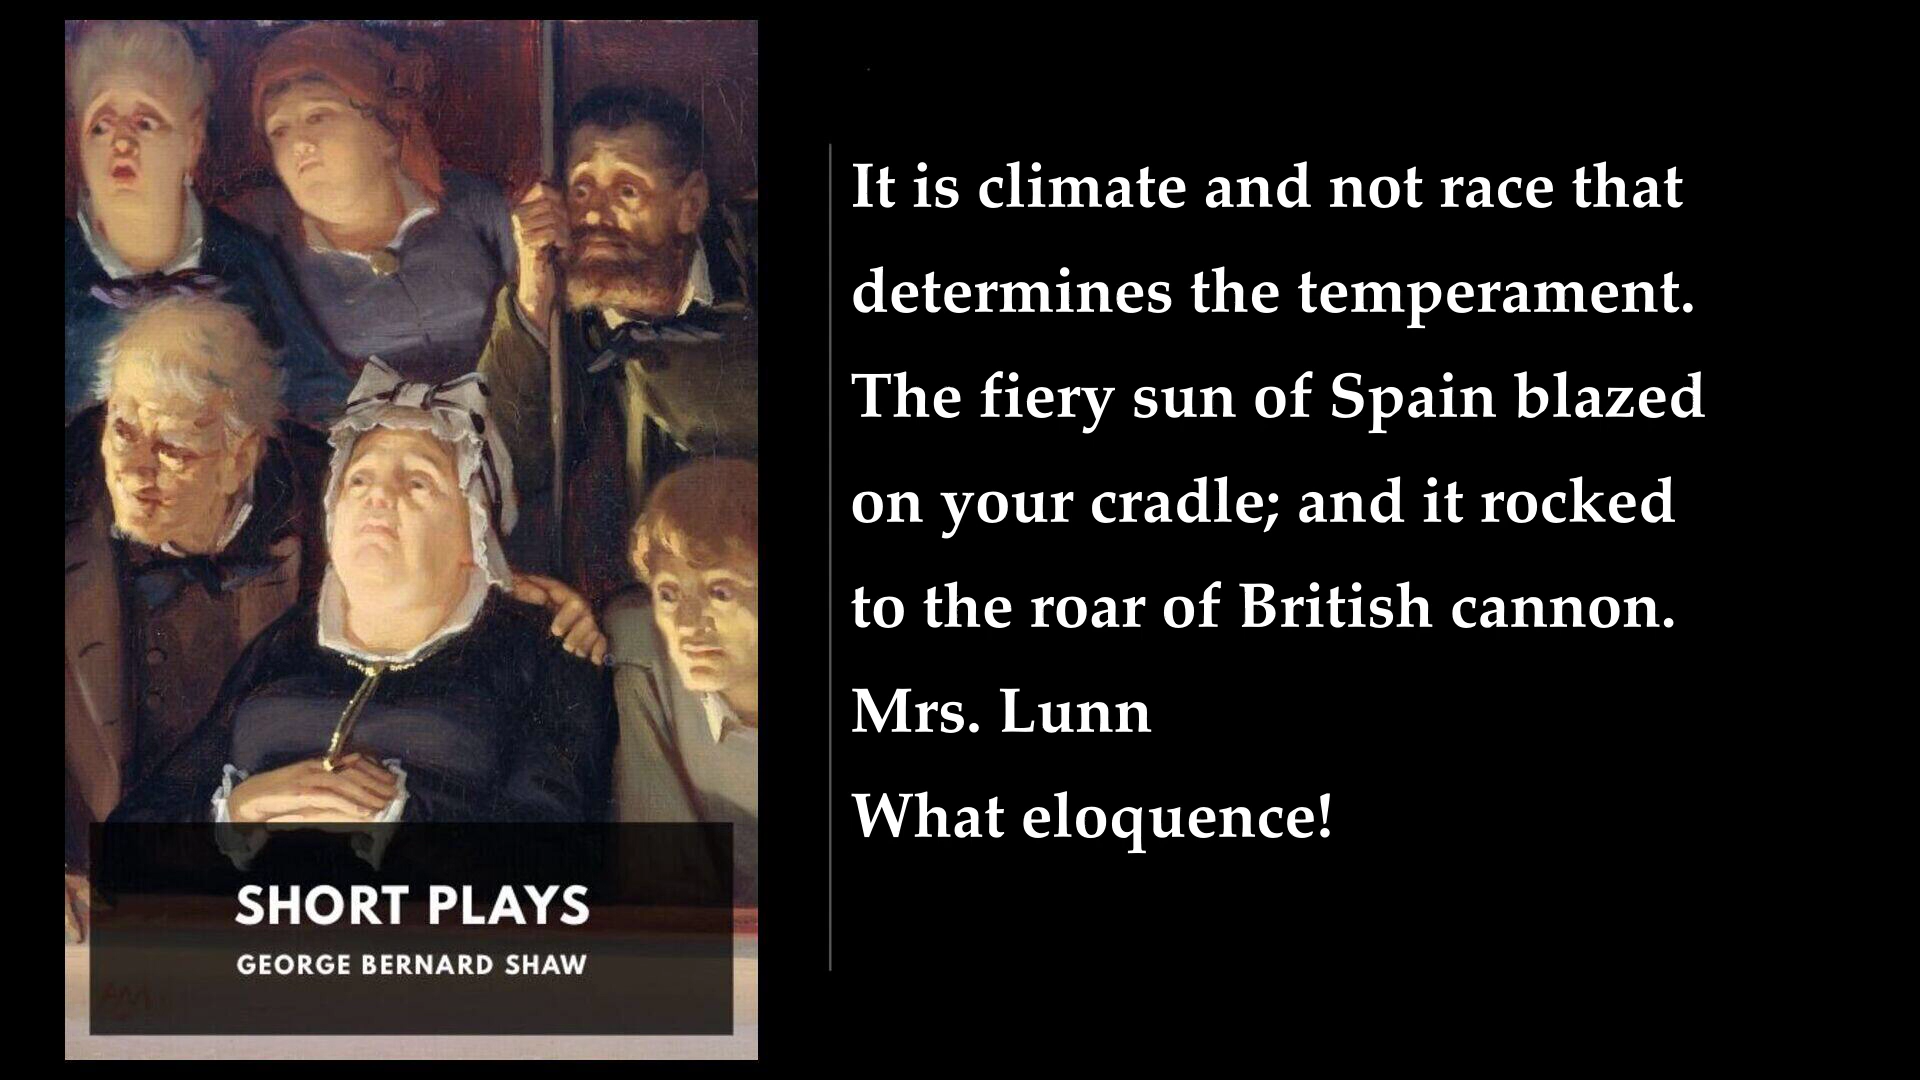 It is climate and not race that
determines the temperament.
The fiery sun of Spain blazed
on your cradle; and it rocked
to the roar of British cannon.
Mrs. Lunn
What eloquence!
SHORT PLAYS
GEORGE BERNARD SHAW